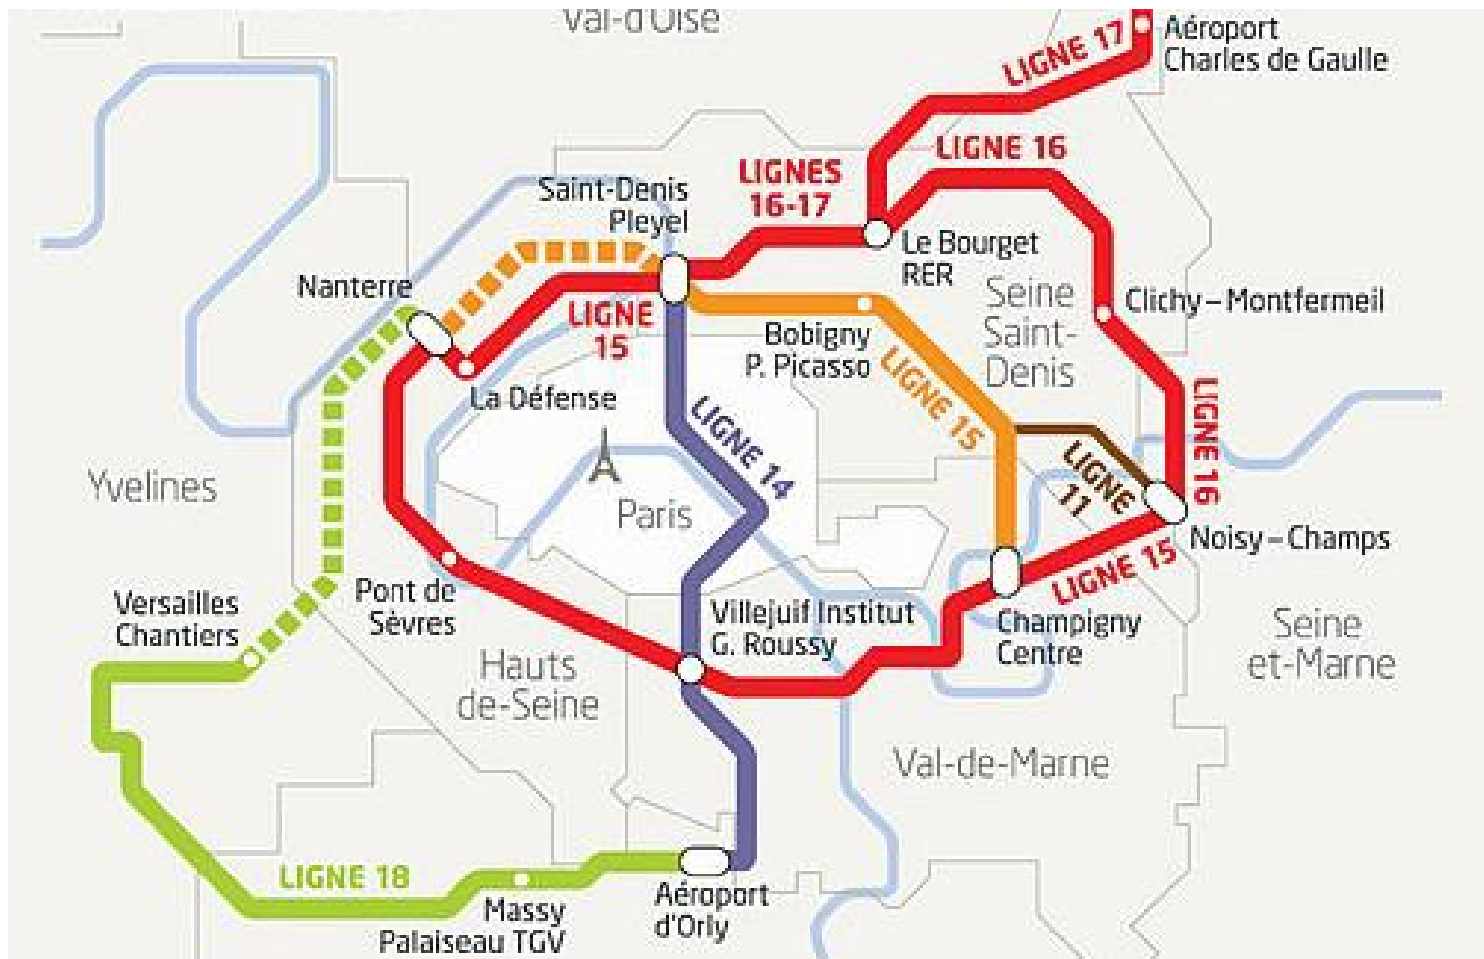 Val-d'Oise
LIGNE 17
Aéroport
Charles de Gaulle
LIGNE 16
LIGNES
16-17
Saint-Denis
Pleyel
Le Bourget
RER
Nanterre
Seine
Saint-
Denis
Clichy – Montfermeil
LIGNE
15
Bobigny
P. Picasso
LIGNE 15
La Défense
LIGNE 14
LIGNE 16
LIGNE
11
Yvelines
Paris
Noisy – Champs
LIGNE 15
Pont de
Sèvres
Versailles
Chantiers
Villejuif Institut
G. Roussy
Champigny
Centre
Seine
et-Marne
Hauts
de-Seine
Val-de-Marne
LIGNE 18
Massy
Palaiseau TGV
Aéroport
d'Orly